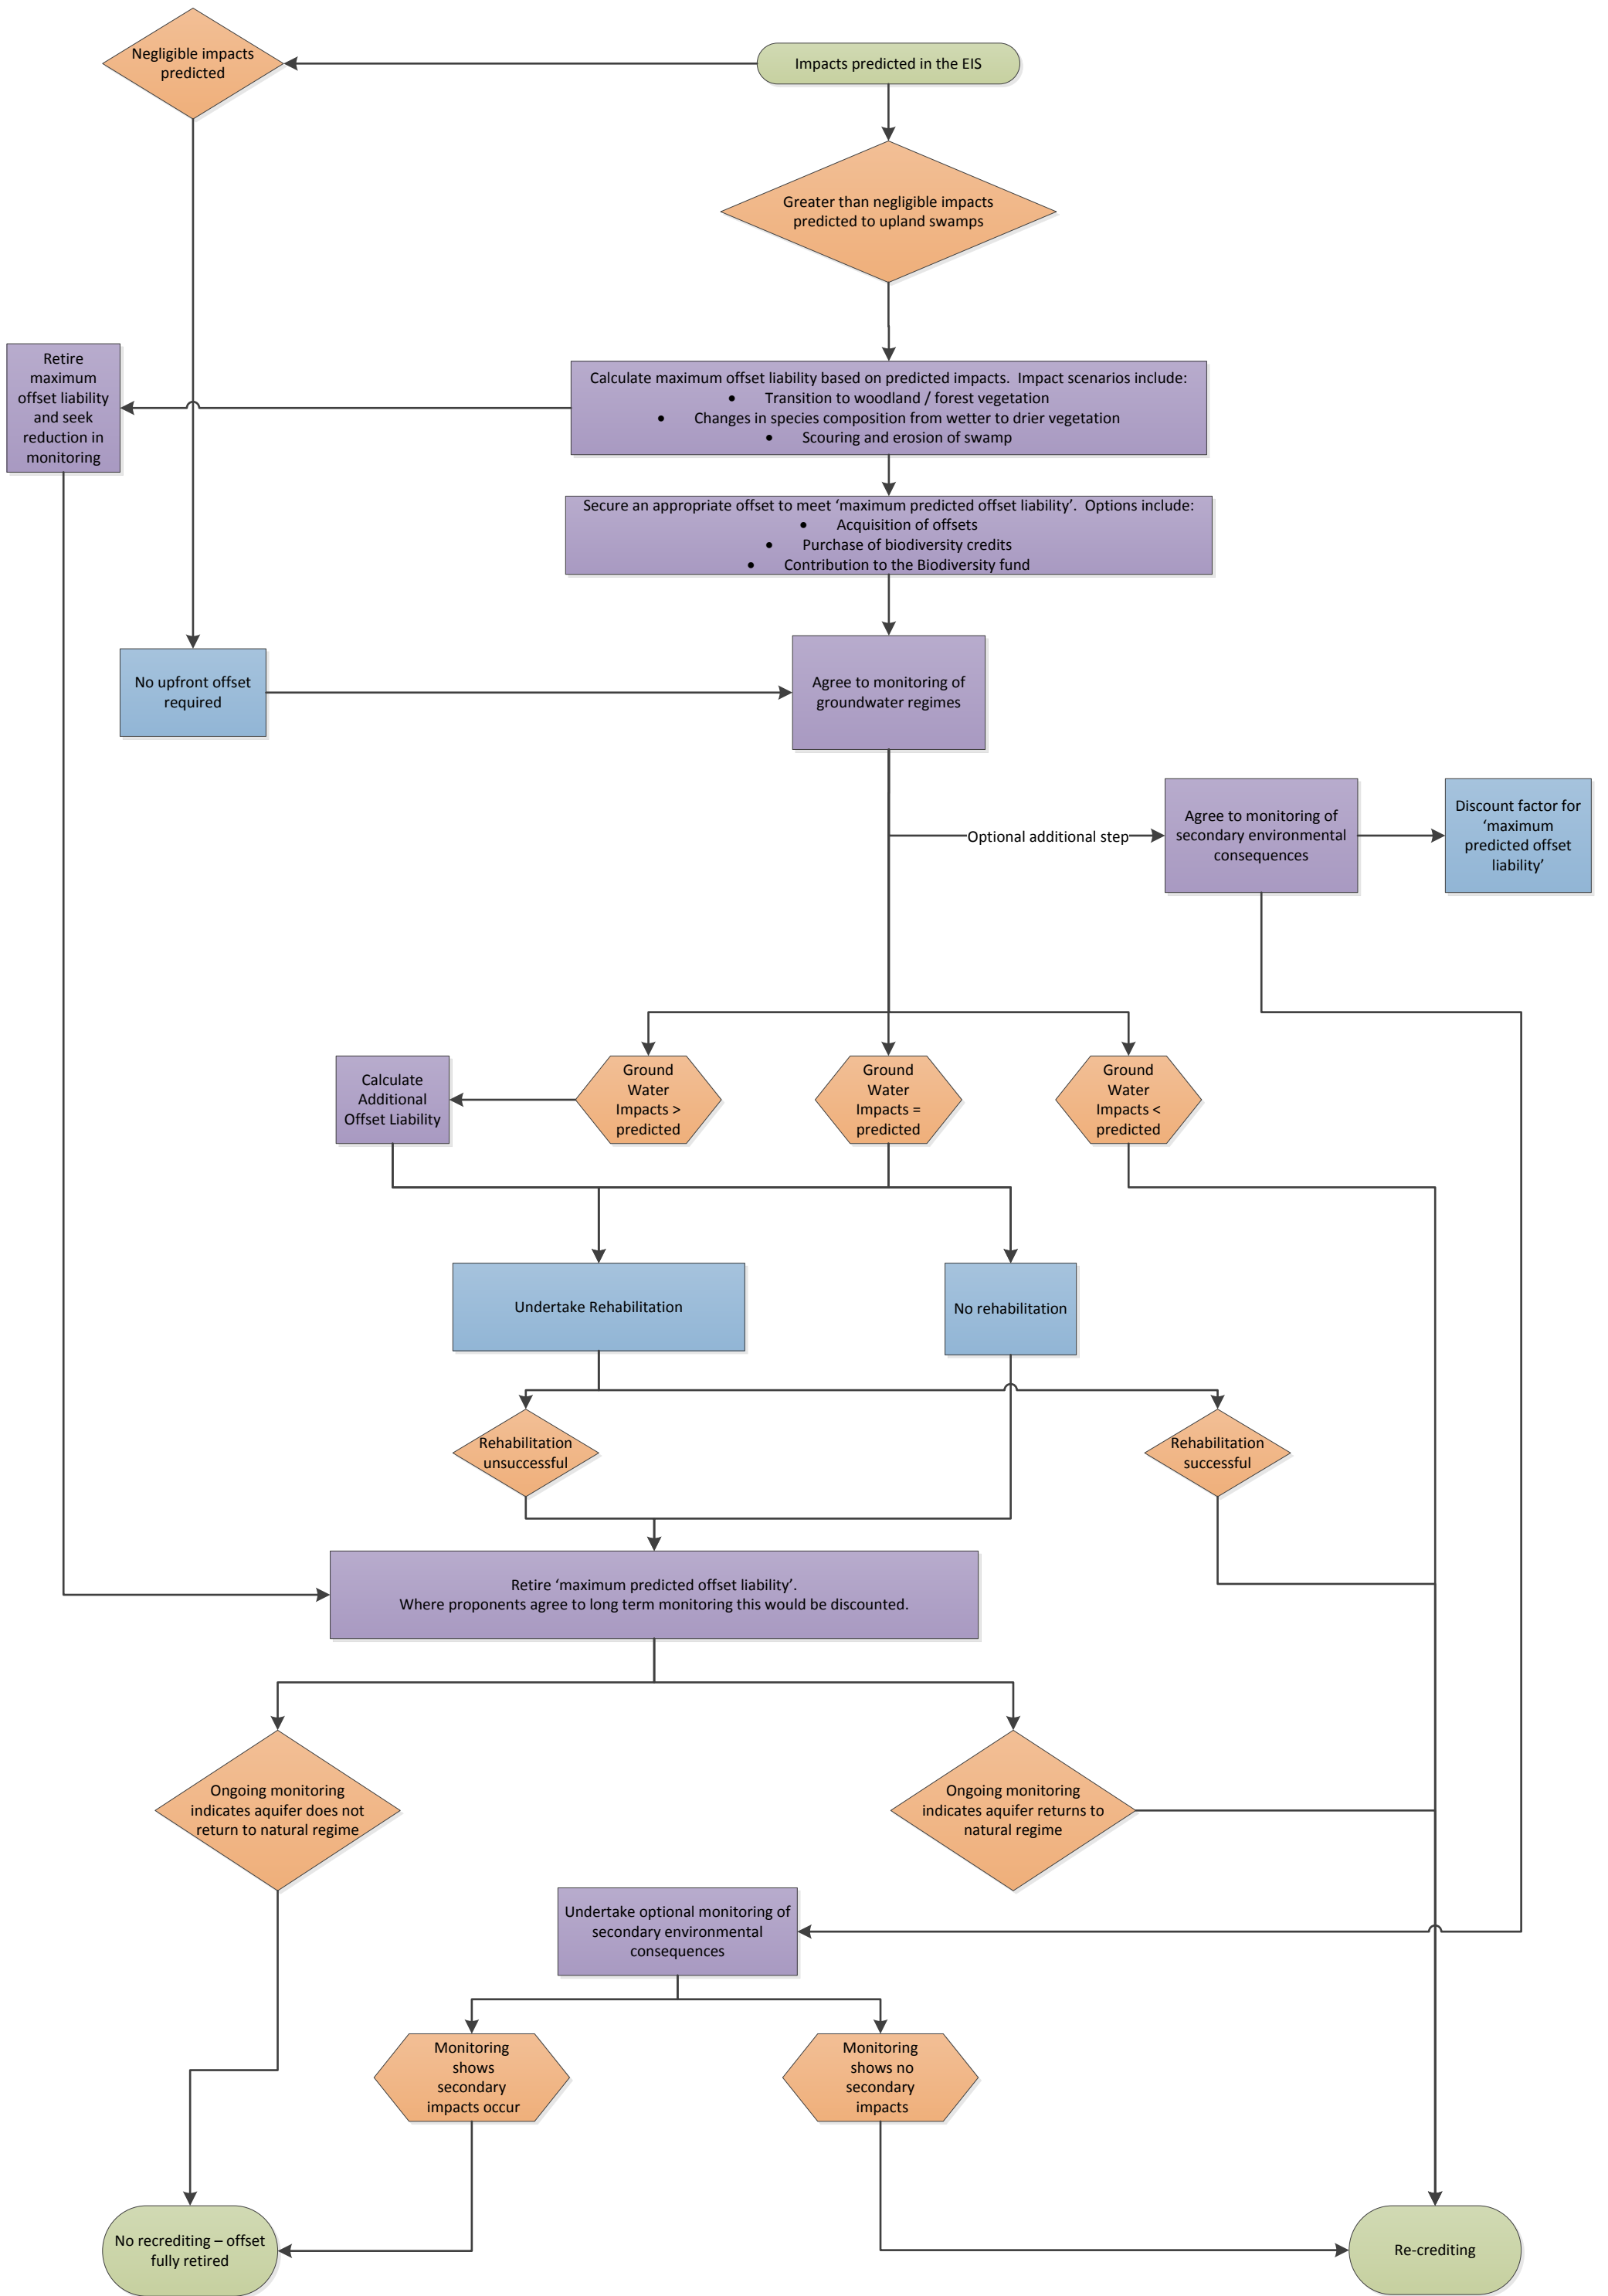 Negligible impacts
predicted
Impacts predicted in the EIS
Greater than negligible impacts
predicted to upland swamps
Retire
maximum
offset liability
and seek
reduction in
monitoring
Calculate maximum offset liability based on predicted impacts.  Impact scenarios include:
• Transition to woodland / forest vegetation
• Changes in species composition from wetter to drier vegetation
• Scouring and erosion of swamp
Secure an appropriate offset to meet ‘maximum predicted offset liability’.  Options include:
• Acquisition of offsets
• Purchase of biodiversity credits
• Contribution to the Biodiversity fund
No upfront offset
required
Agree to monitoring of
groundwater regimes
Optional additional step
Agree to monitoring of
secondary environmental
consequences
Discount factor for
‘maximum
predicted offset
liability’
Calculate
Additional
Offset Liability
Ground
Water
Impacts >
predicted
Ground
Water
Impacts =
predicted
Ground
Water
Impacts <
predicted
Undertake Rehabilitation
No rehabilitation
Rehabilitation
unsuccessful
Rehabilitation
successful
Retire ‘maximum predicted offset liability’.
Where proponents agree to long term monitoring this would be discounted.
Ongoing monitoring
indicates aquifer does not
return to natural regime
Ongoing monitoring
indicates aquifer returns to
natural regime
Undertake optional monitoring of
secondary environmental
consequences
Monitoring
shows
secondary
impacts occur
Monitoring
shows no
secondary
impacts
No recrediting – offset
fully retired
Re-crediting